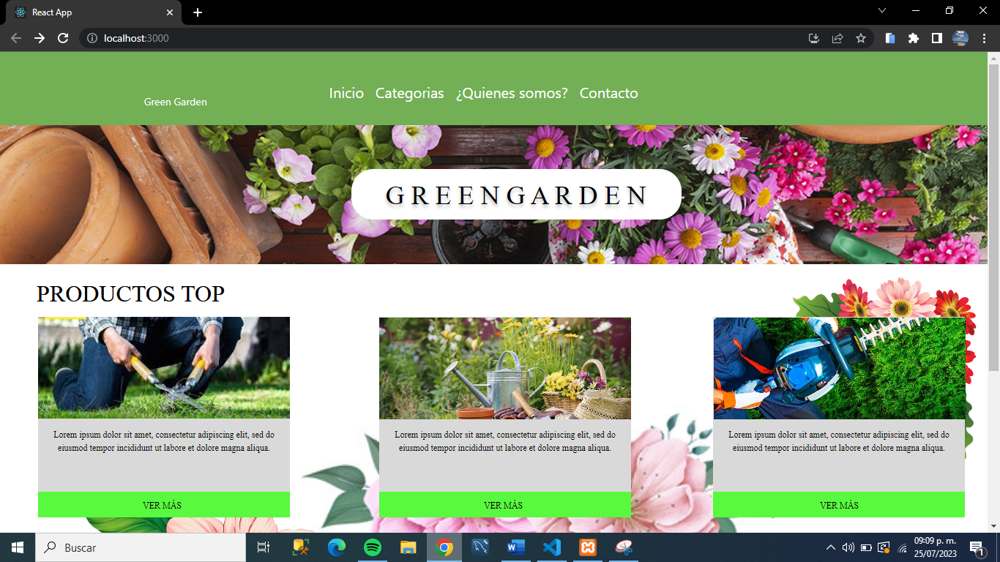 React App
localhost:3000
Green Garden
Inicio Categorias ¿Quienes somos? Contacto
GREENGARDEN
PRODUCTOS TOP
Lorem ipsum dolor sit amet, consectetur adipiscing elit, sed do
eiusmod tempor incididunt ut labore et dolore magna aliqua.
VER MÁS
Lorem ipsum dolor sit amet, consectetur adipiscing elit, sed do
eiusmod tempor incididunt ut labore et dolore magna aliqua.
VER MÁS
Lorem ipsum dolor sit amet, consectetur adipiscing elit, sed do
eiusmod tempor incididunt ut labore et dolore magna aliqua.
VER MÁS
Buscar
09:09 p. m.
25/07/2023
1